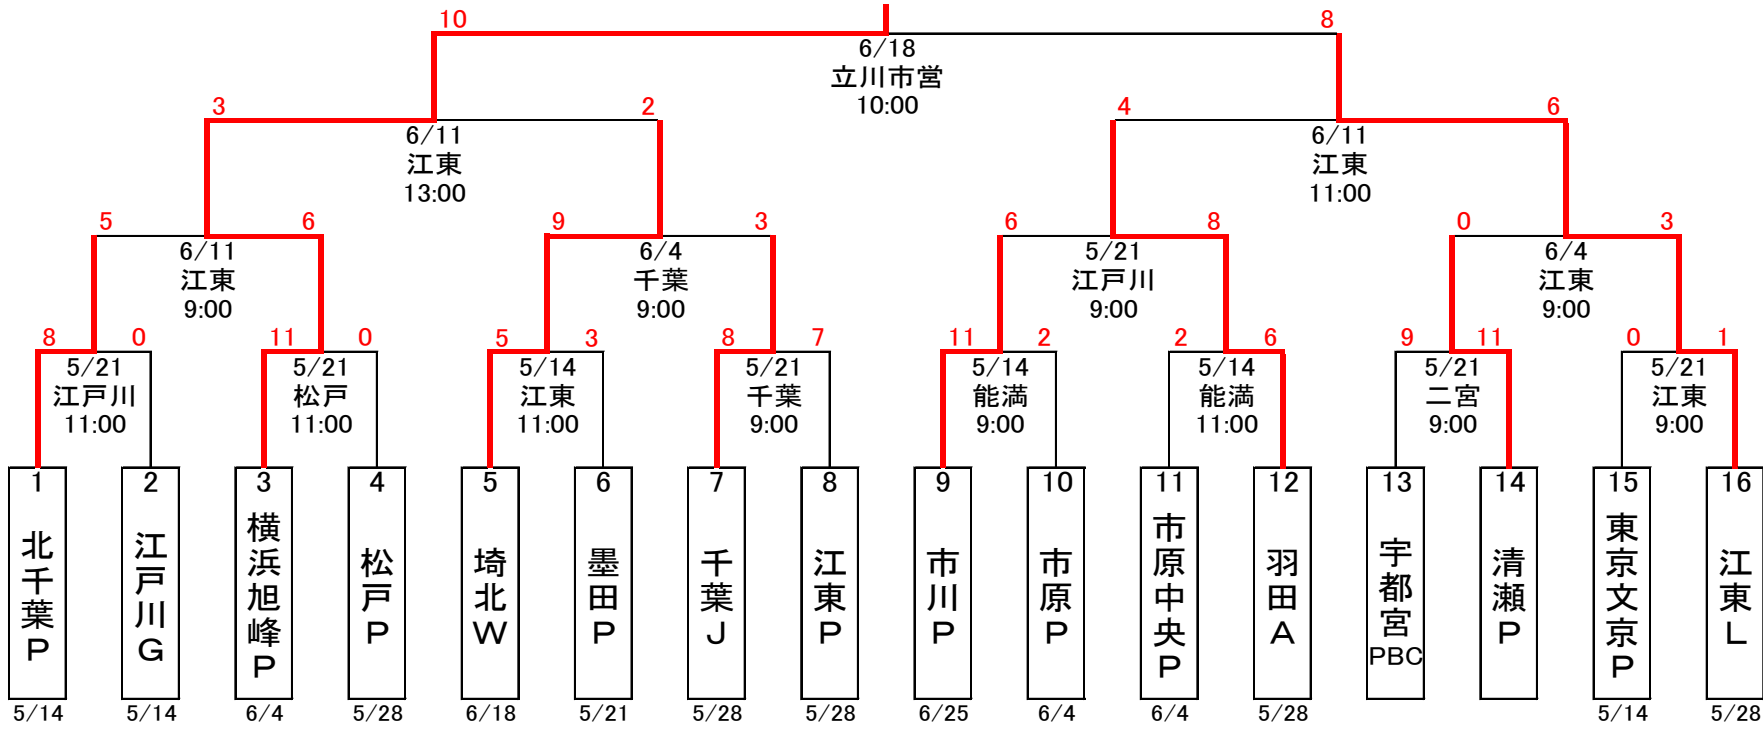 10 8
6/18
立川市営
10:00
3 2 4 6
6/11 6/11
江東 江東
13:00 11:00
5 6 9 3 6 8 0 3
6/11 6/4 5/21 6/4
江東 千葉 江戸川 江東
9:00 9:00 9:00 9:00
8 0 11 0 5 3 8 7 11 2 2 6 9 11 0 1
5/21 5/21 5/14 5/21 5/14 5/14 5/21 5/21
江戸川 松戸 江東 千葉 能満 能満 二宮 江東
11:00 11:00 11:00 9:00 9:00 11:00 9:00 9:00
1 2 3 4 5 6 7 8 9 10 11 12 13 14 15 16
北千葉P
江戸川G
横浜旭峰P
松戸P
埼北W
墨田P
千葉J
江東P
市川P
市原P
市原中央P
羽田A
宇都宮PBC
清瀬P
東京文京P
江東L
5/14 5/14 6/4 5/28 6/18 5/21 5/28 5/28 6/25 6/4 6/4 5/28 5/14 5/28